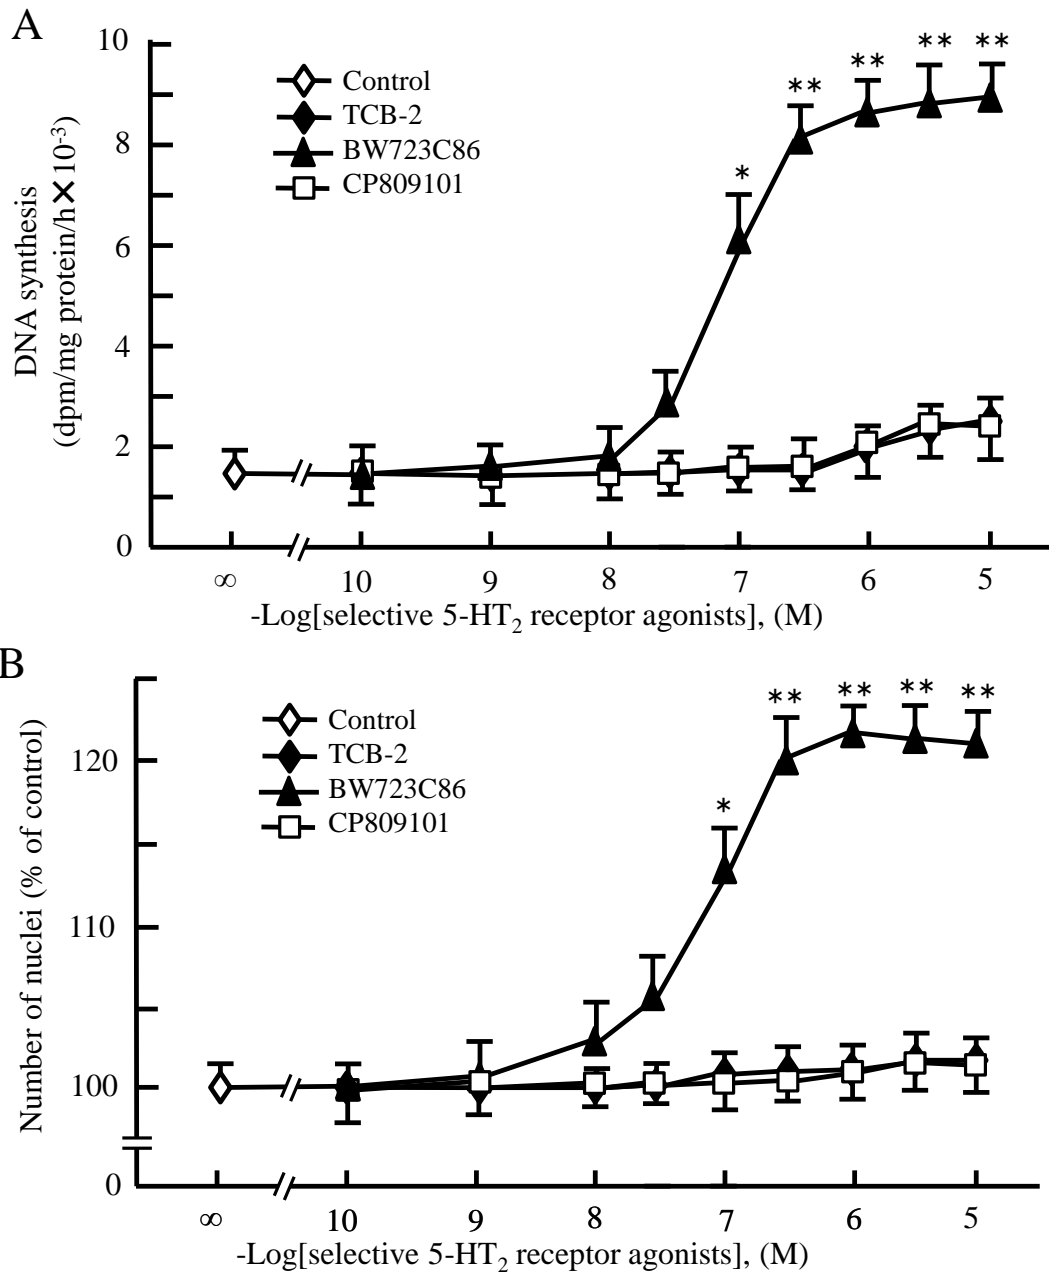 A
10
8
6
4
2
0
DNA synthesis
(dpm/mg protein/h×10-3)
Control
TCB-2
BW723C86
CP809101
*
**
**
**
**
∞ 10 9 8 7 6 5
-Log[selective 5-HT2 receptor agonists], (M)
B
120
110
100
0
Number of nuclei (% of control)
Control
TCB-2
BW723C86
CP809101
*
**
**
**
**
∞ 10 9 8 7 6 5
-Log[selective 5-HT2 receptor agonists], (M)